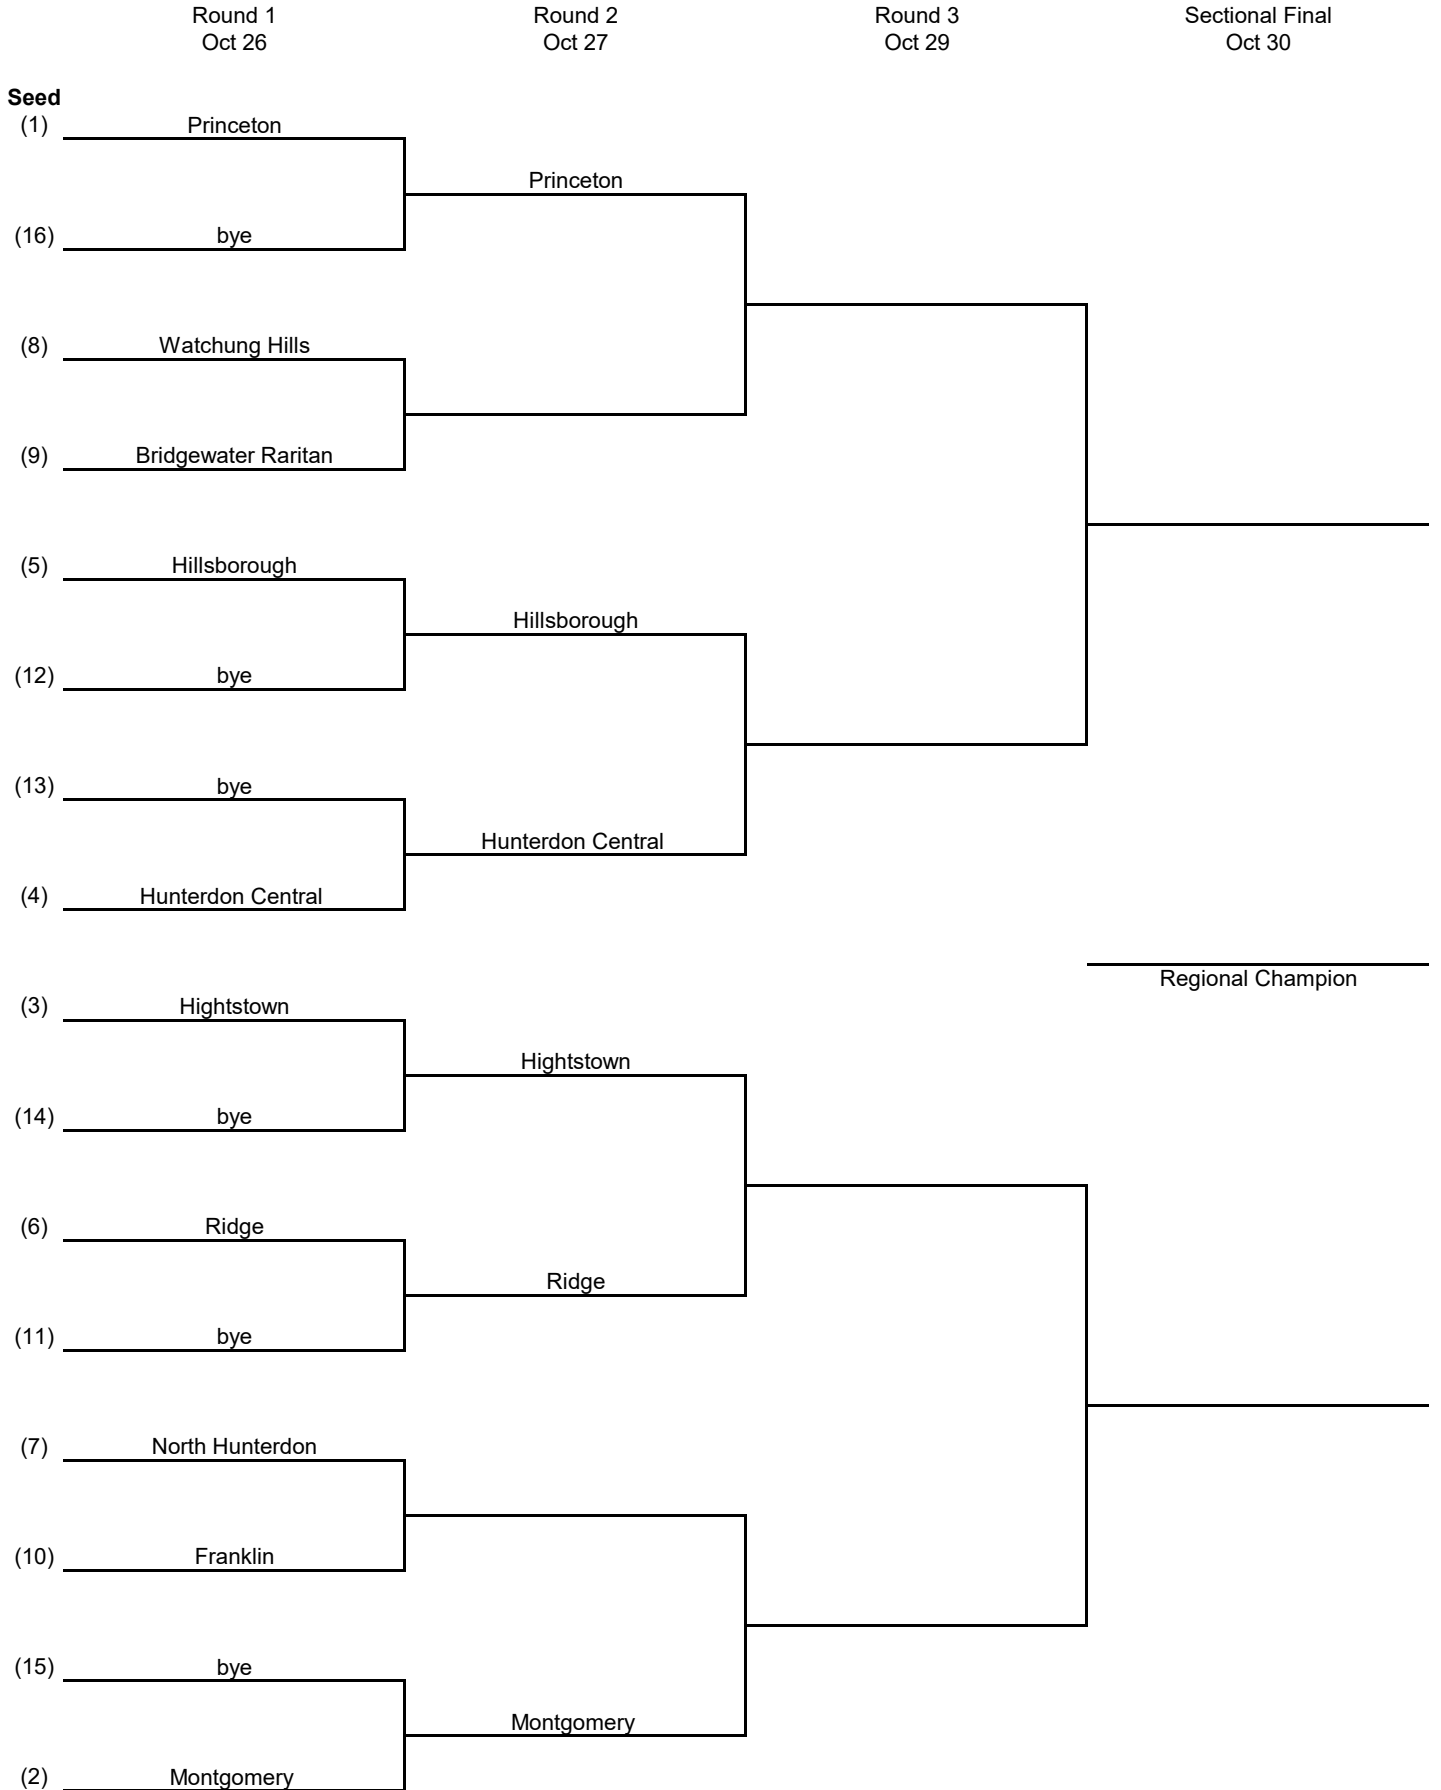 Round 1
Oct 26
Round 2
Oct 27
Round 3
Oct 29
Sectional Final
Oct 30
Seed
(1) Princeton
Princeton
(16) bye
(8) Watchung Hills
(9) Bridgewater Raritan
(5) Hillsborough
Hillsborough
(12) bye
(13) bye
Hunterdon Central
(4) Hunterdon Central
Regional Champion
(3) Hightstown
Hightstown
(14) bye
(6) Ridge
Ridge
(11) bye
(7) North Hunterdon
(10) Franklin
(15) bye
Montgomery
(2) Montgomery